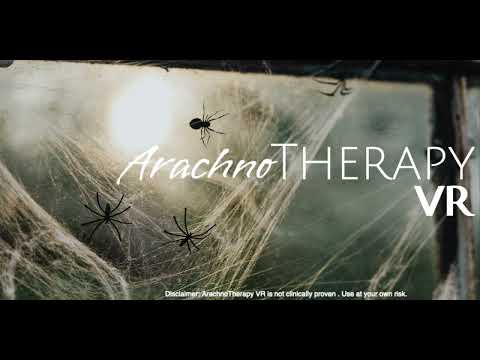 ArachnoTHERAPY
VR
Disclaimer: ArachnoTherapy VR is not clinically proven . Use at your own risk.